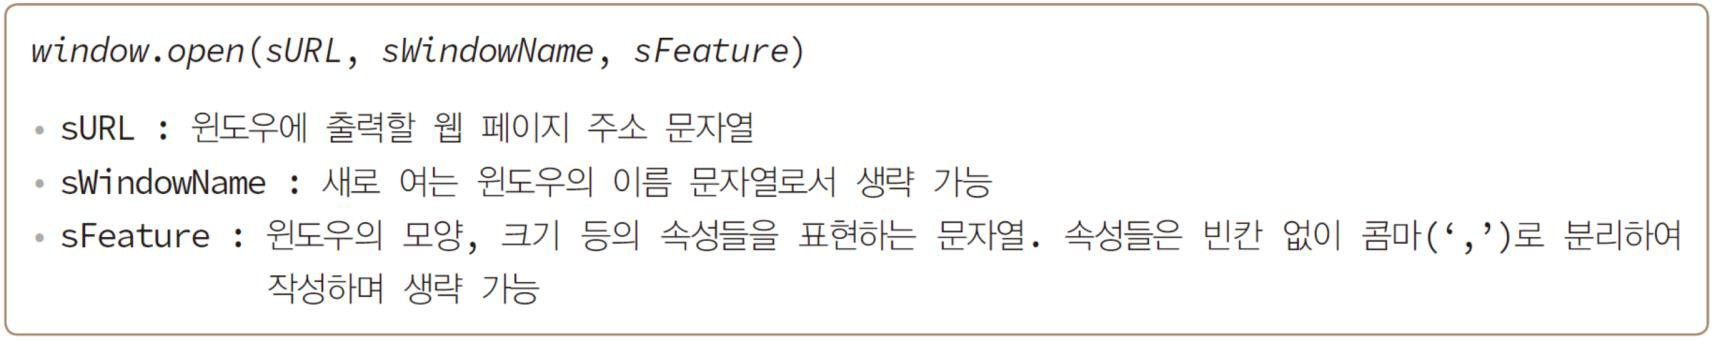 window.open(sURL, sWindowName, sFeature)
• sURL : 윈도우에 출력할 웹 페이지 주소 문자열
• sWindowName : 새로 여는 윈도우의 이름 문자열로서 생략 가능
• sFeature : 윈도우의 모양, 크기 등의 속성들을 표현하는 문자열. 속성들은 빈칸 없이 콤마(‘,’)로 분리하여
작성하며 생략 가능